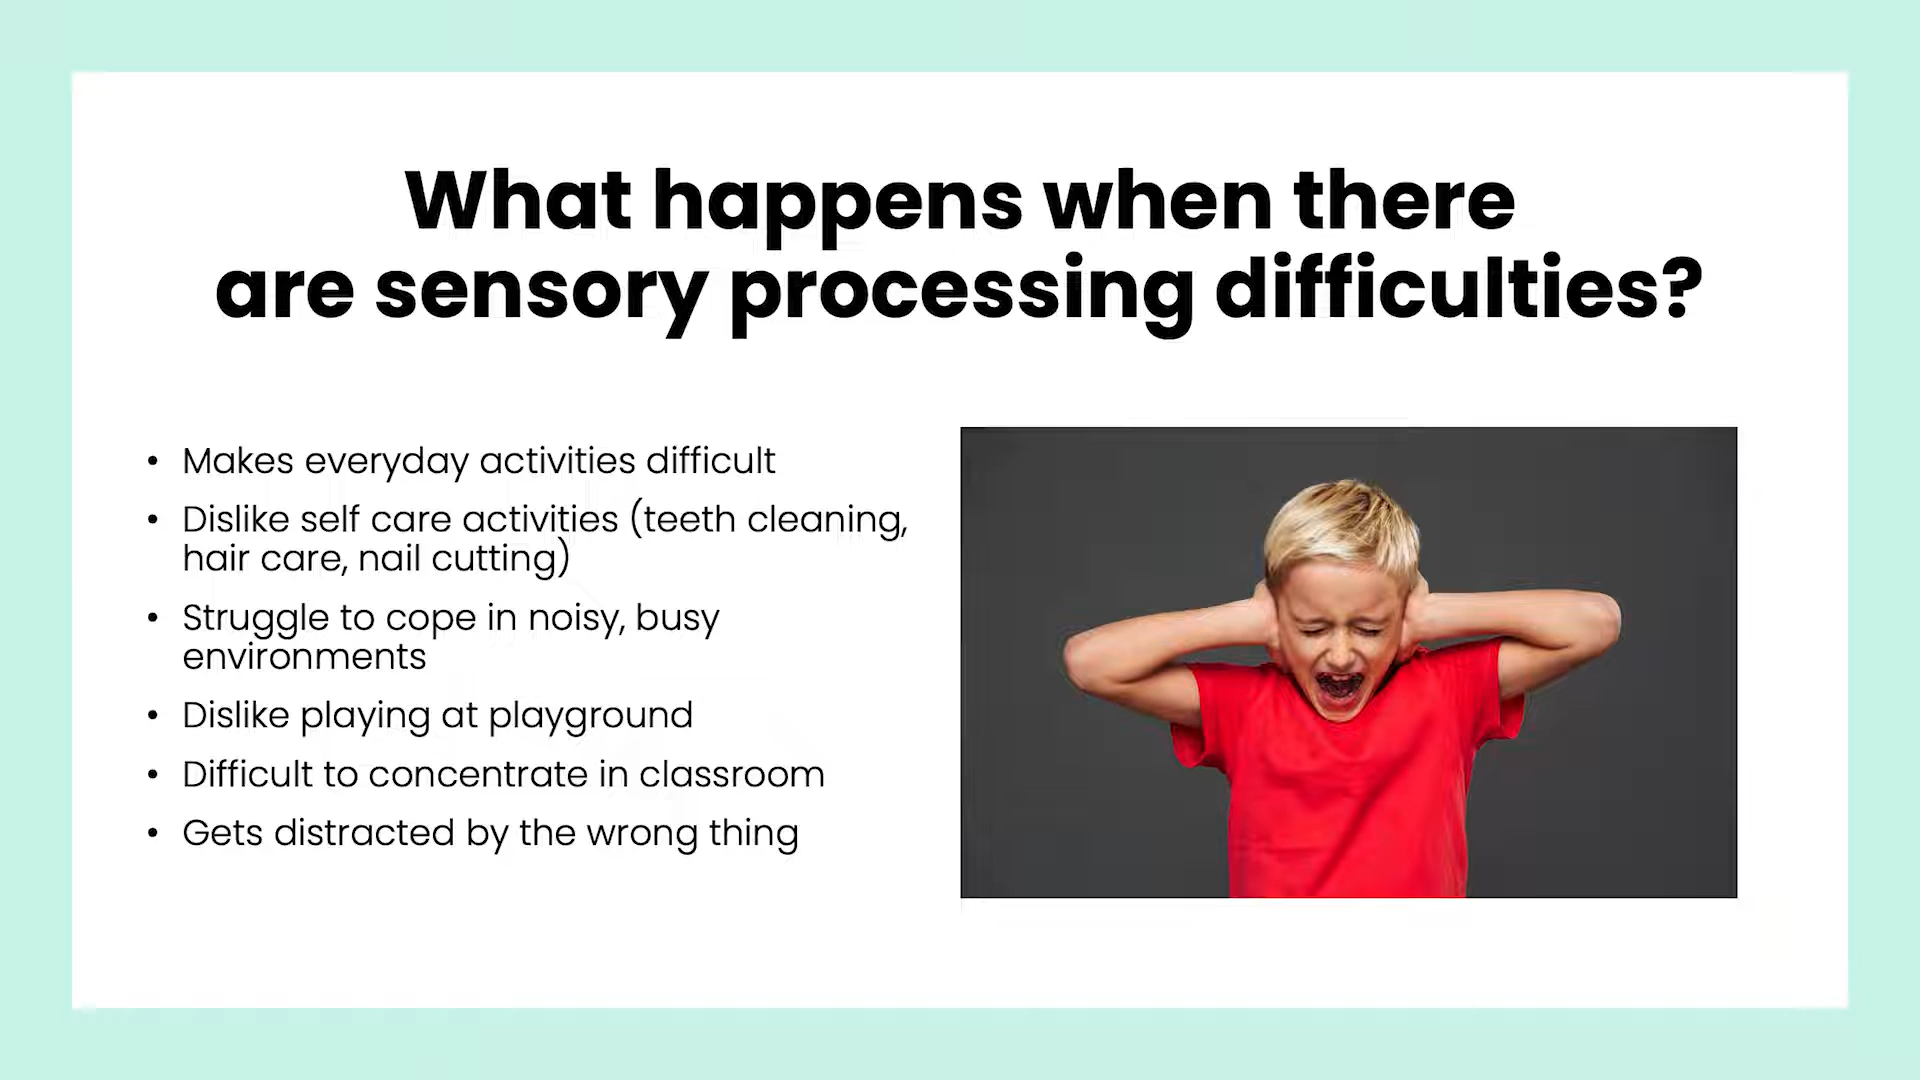 What happens when there
are sensory processing difficulties?
• Makes everyday activities difficult
• Dislike self care activities (teeth cleaning,
hair care, nail cutting)
• Struggle to cope in noisy, busy
environments
• Dislike playing at playground
• Difficult to concentrate in classroom
• Gets distracted by the wrong thing